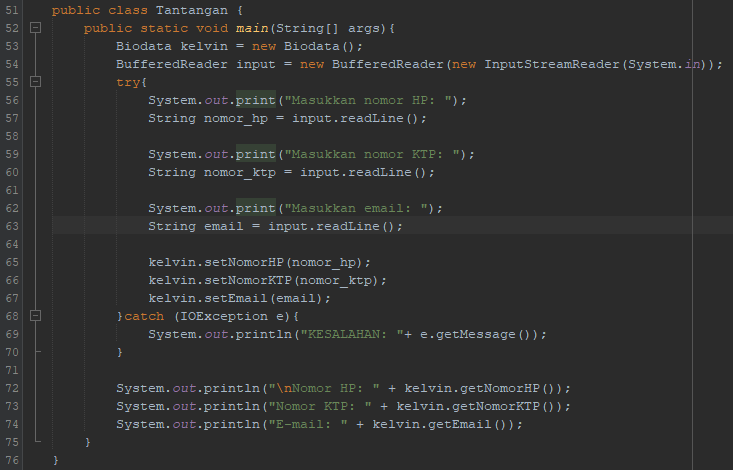 51 public class Tantangan {
52     public static void main(String[] args){
53         Biodata kelvin = new Biodata();
54         BufferedReader input = new BufferedReader(new InputStreamReader(System.in));
55         try{
56             System.out.print("Masukkan nomor HP: ");
57             String nomor_hp = input.readLine();
58
59             System.out.print("Masukkan nomor KTP: ");
60             String nomor_ktp = input.readLine();
61
62             System.out.print("Masukkan email: ");
63             String email = input.readLine();
64
65             kelvin.setNomorHP(nomor_hp);
66             kelvin.setNomorKTP(nomor_ktp);
67             kelvin.setEmail(email);
68         }catch (IOException e){
69             System.out.println("KESALAHAN: "+ e.getMessage());
70         }
71
72         System.out.println("\nNomor HP: " + kelvin.getNomorHP());
73         System.out.println("Nomor KTP: " + kelvin.getNomorKTP());
74         System.out.println("E-mail: " + kelvin.getEmail());
75     }
76 }